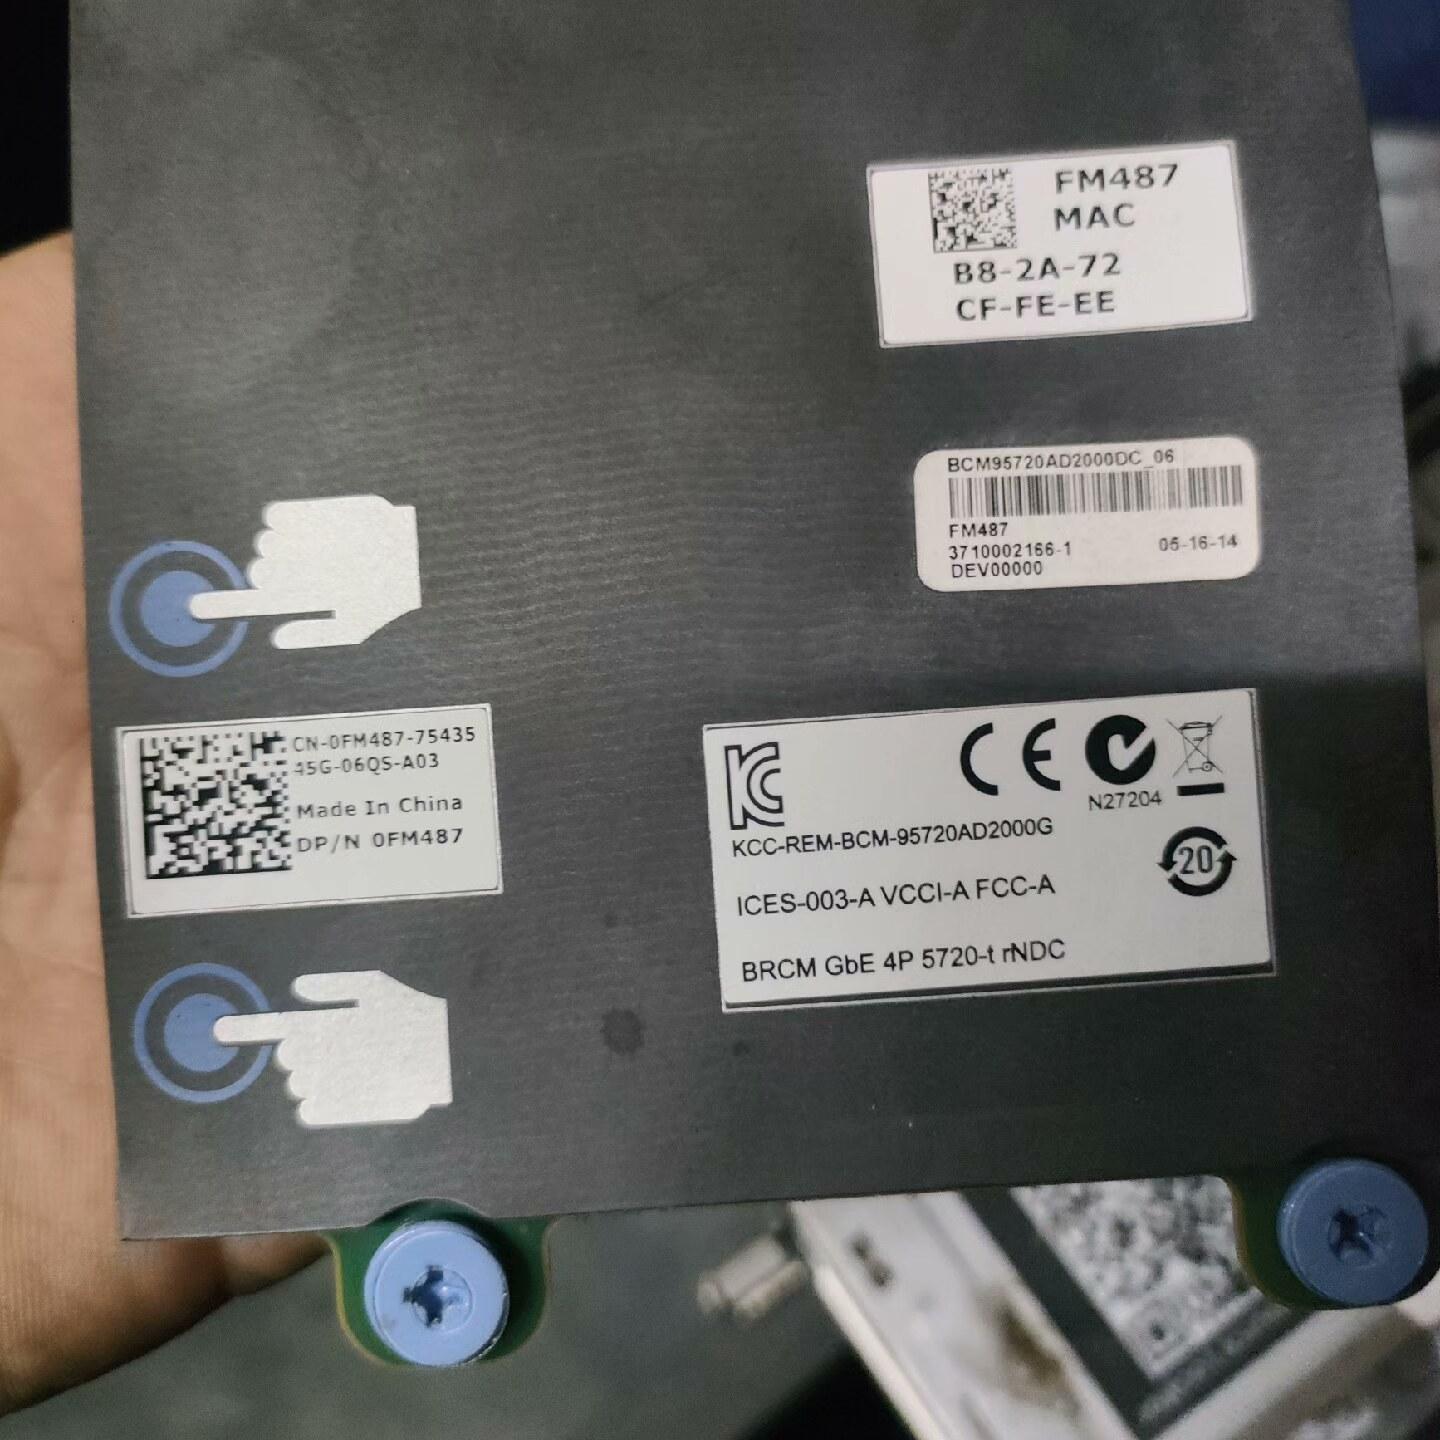 FM487
MAC
B8-2A-72
CF-FE-EE
BCM95720AD2000DC_06
FM487
3710002166-1 05-16-14
DEV00000
CN-0FM487-75435
45G-06QS-A03
Made In China
DP/N 0FM487
N27204
KCC-REM-BCM-95720AD2000G
20
ICES-003-A VCCI-A FCC-A
BRCM GbE 4P 5720-t rNDC